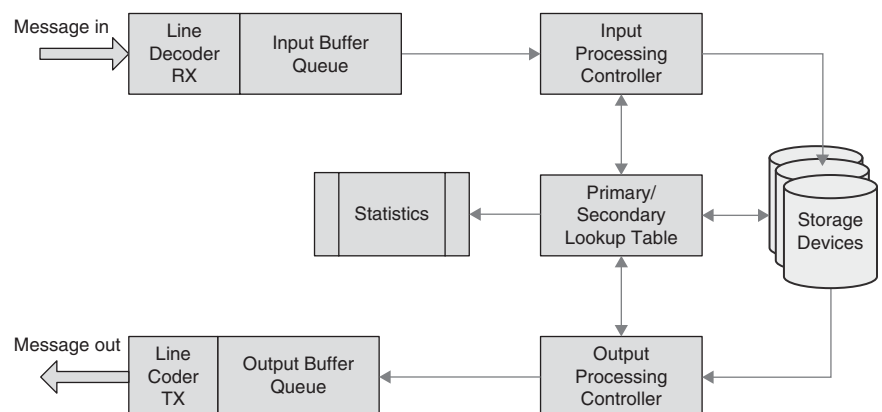 Message in
Line
Decoder
RX
Input Buffer
Queue
Input
Processing
Controller
Statistics
Primary/
Secondary
Lookup Table
Storage
Devices
Message out
Line
Coder
TX
Output Buffer
Queue
Output
Processing
Controller